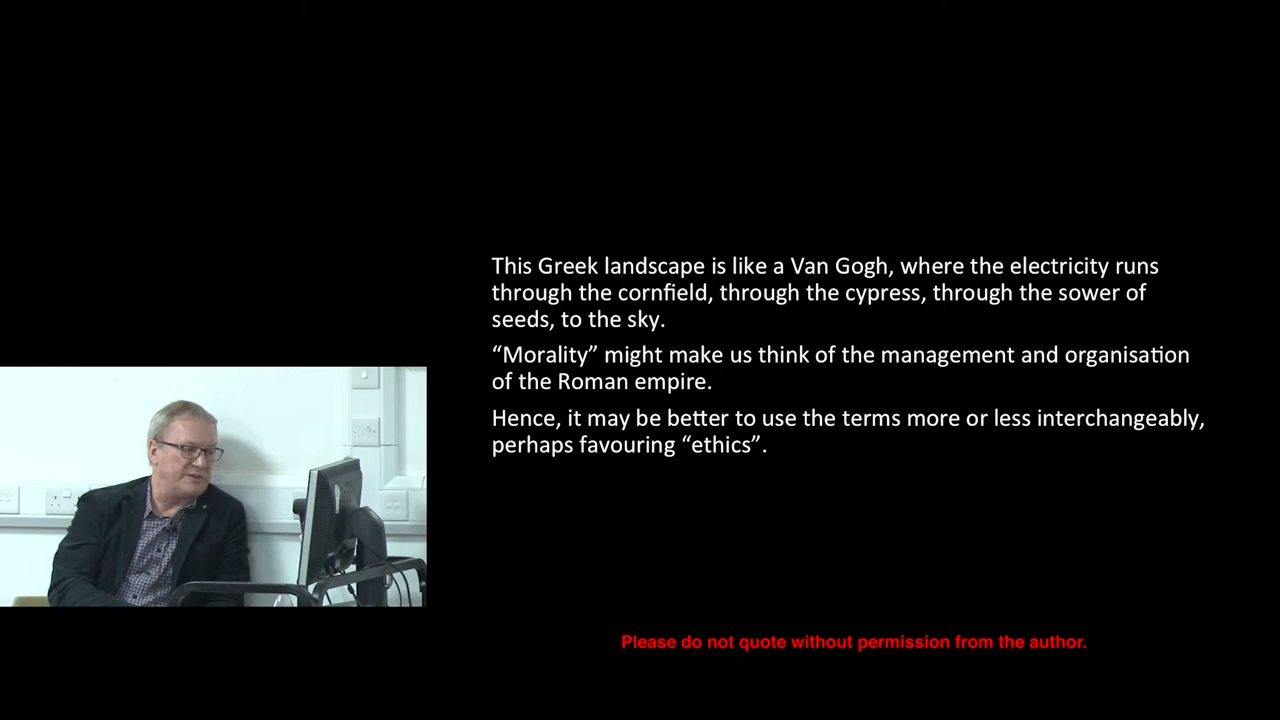 This Greek landscape is like a Van Gogh, where the electricity runs
through the cornfield, through the cypress, through the sower of
seeds, to the sky.
“Morality” might make us think of the management and organisation
of the Roman empire.
Hence, it may be better to use the terms more or less interchangeably,
perhaps favouring “ethics”.
Please do not quote without permission from the author.